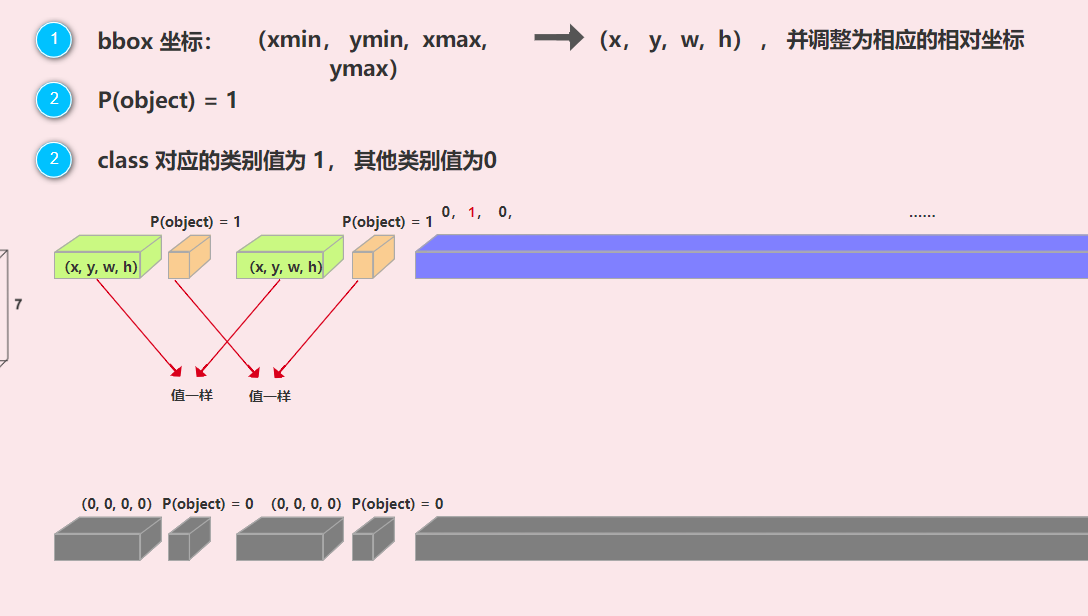 1
bbox 坐标： （xmin， ymin, xmax, （x， y, w, h） ， 并调整为相应的相对坐标
ymax）
2
P(object) = 1
2
class 对应的类别值为 1， 其他类别值为0
P(object) = 1 P(object) = 1 0， 1， 0， ......
(x, y, w, h) (x, y, w, h)
7
值一样 值一样
（0, 0, 0, 0） P(object) = 0 （0, 0, 0, 0） P(object) = 0